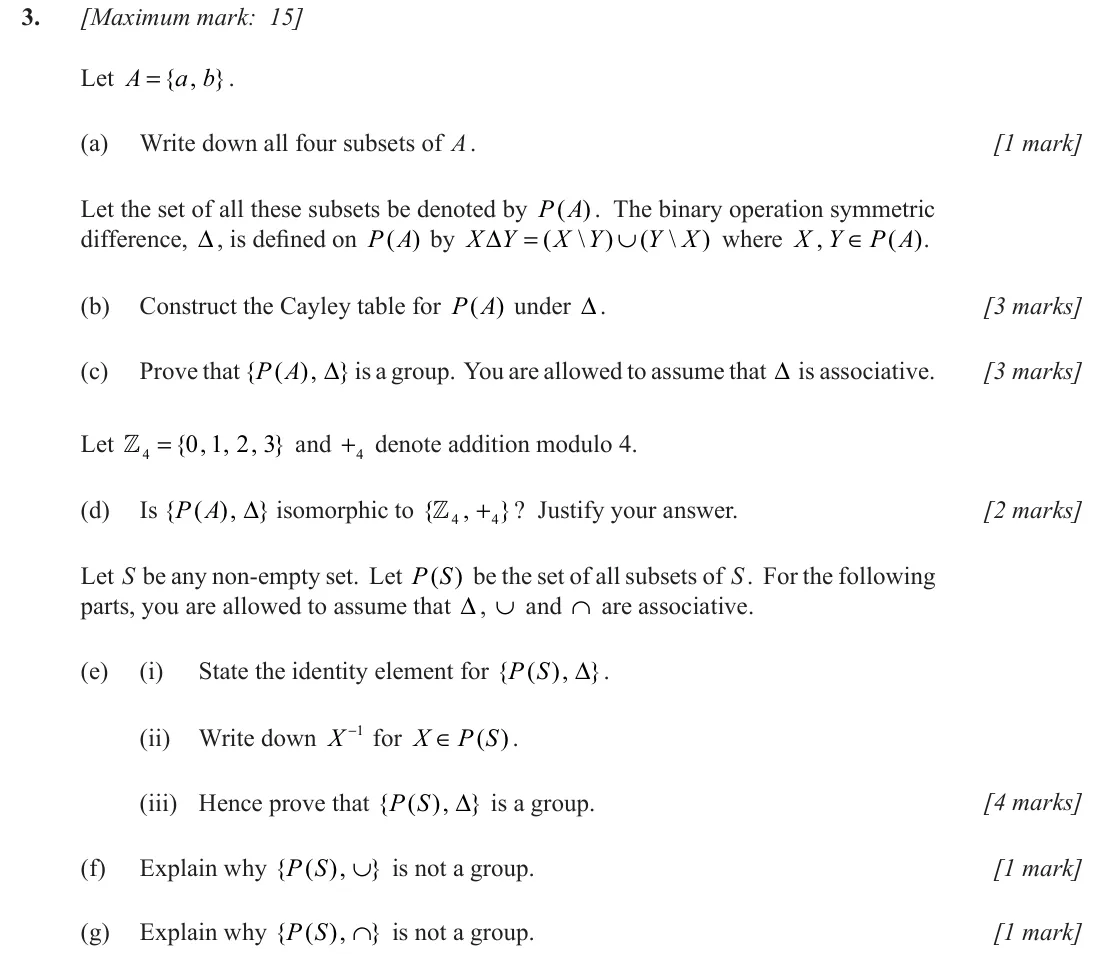 3. [Maximum mark: 15]
Let A = {a, b} .
(a) Write down all four subsets of A . [1 mark]
Let the set of all these subsets be denoted by P(A) . The binary operation symmetric
difference, Δ , is defined on P(A) by XΔY = (X \ Y) ∪ (Y \ X) where X , Y ∈ P(A) .
(b) Construct the Cayley table for P(A) under Δ . [3 marks]
(c) Prove that {P(A), Δ} is a group. You are allowed to assume that Δ is associative. [3 marks]
Let ℤ₄ = {0, 1, 2, 3} and +₄ denote addition modulo 4.
(d) Is {P(A), Δ} isomorphic to {ℤ₄, +₄} ? Justify your answer. [2 marks]
Let S be any non-empty set. Let P(S) be the set of all subsets of S . For the following
parts, you are allowed to assume that Δ , ∪ and ∩ are associative.
(e) (i) State the identity element for {P(S), Δ} .
(ii) Write down X⁻¹ for X ∈ P(S) .
(iii) Hence prove that {P(S), Δ} is a group. [4 marks]
(f) Explain why {P(S), ∪} is not a group. [1 mark]
(g) Explain why {P(S), ∩} is not a group. [1 mark]